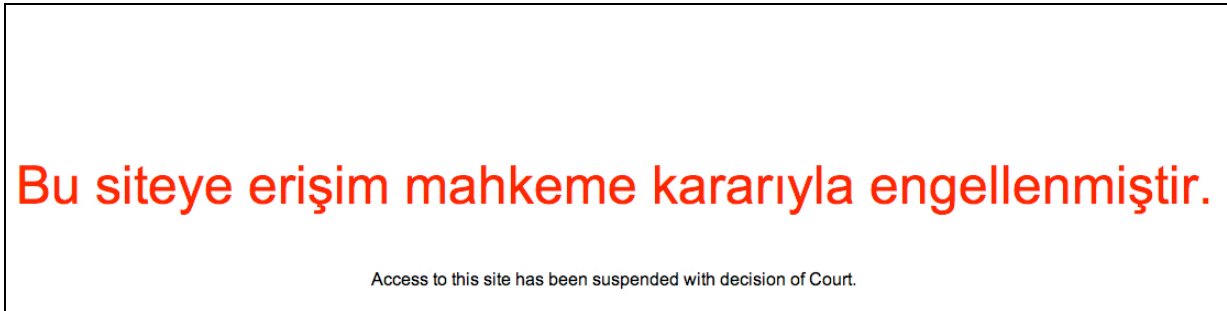 Bu siteye erişim mahkeme kararıyla engellenmiştir.
Access to this site has been suspended with decision of Court.